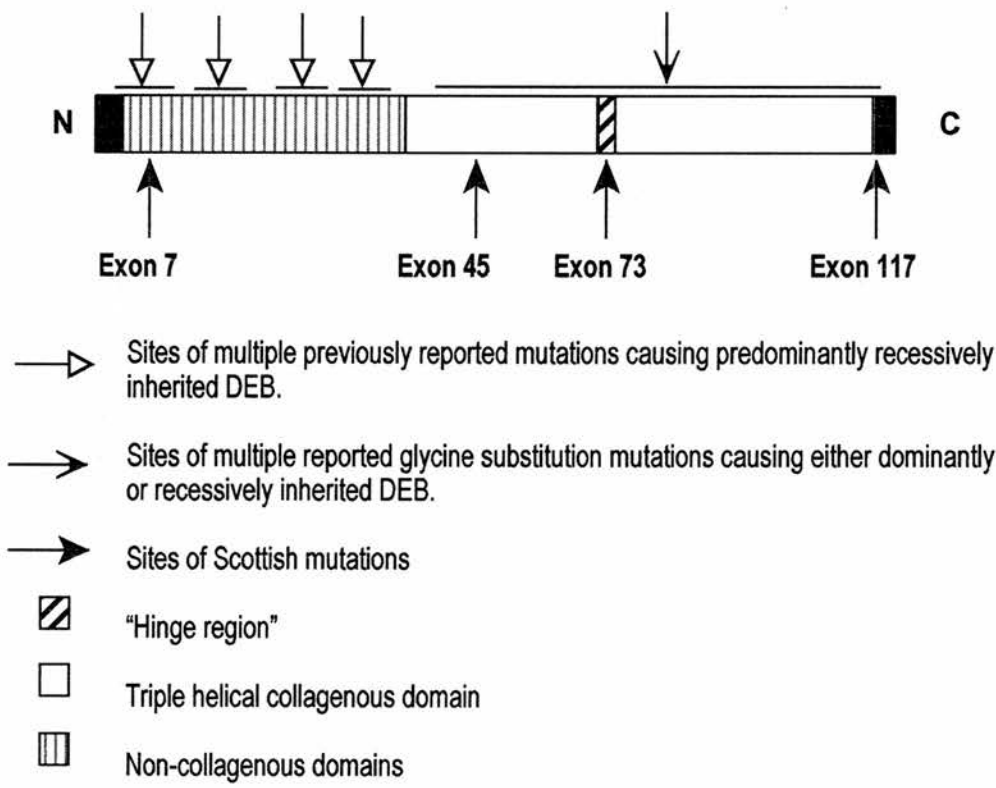 N
C
Exon 7
Exon 45
Exon 73
Exon 117
Sites of multiple previously reported mutations causing predominantly recessively
inherited DEB.
Sites of multiple reported glycine substitution mutations causing either dominantly
or recessively inherited DEB.
Sites of Scottish mutations
“Hinge region”
Triple helical collagenous domain
Non-collagenous domains